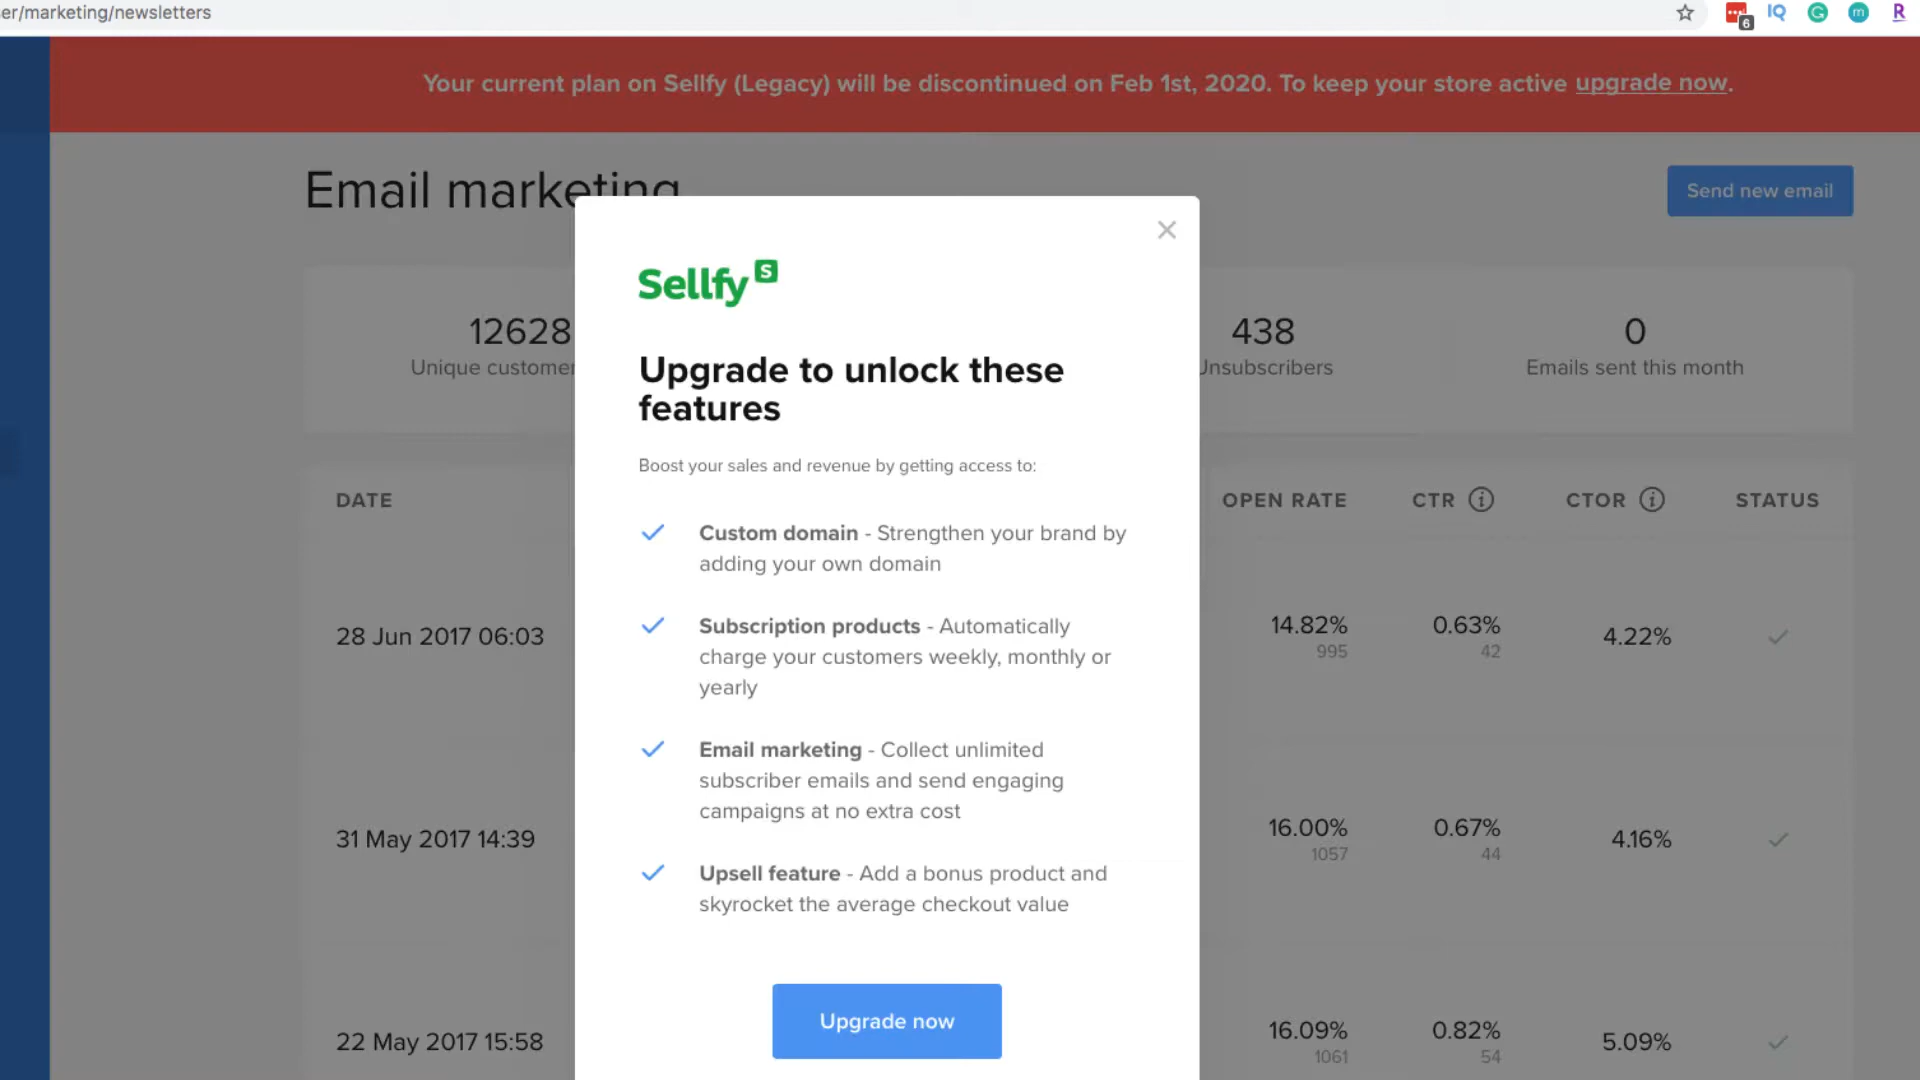 er/marketing/newsletters
6
IQ
G
m
R
Your current plan on Sellfy (Legacy) will be discontinued on Feb 1st, 2020. To keep your store active upgrade now.
Email marketing
Send new email
Sellfy S
12628
Unique customer
438
Unsubscribers
0
Emails sent this month
Upgrade to unlock these
features
Boost your sales and revenue by getting access to:
DATE
OPEN RATE
CTR i
CTOR i
STATUS
Custom domain - Strengthen your brand by
adding your own domain
Subscription products - Automatically
charge your customers weekly, monthly or
yearly
28 Jun 2017 06:03
14.82%
995
0.63%
42
4.22%
Email marketing - Collect unlimited
subscriber emails and send engaging
campaigns at no extra cost
31 May 2017 14:39
16.00%
1057
0.67%
44
4.16%
Upsell feature - Add a bonus product and
skyrocket the average checkout value
Upgrade now
22 May 2017 15:58
16.09%
1061
0.82%
54
5.09%